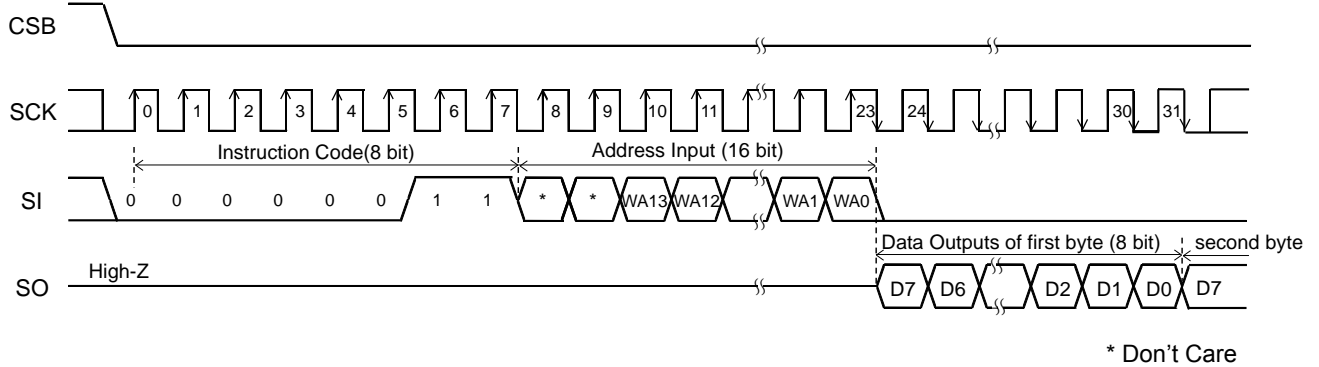 CSB
SCK 0 1 2 3 4 5 6 7 8 9 10 11 23 24 30 31
Instruction Code(8 bit) Address Input (16 bit)
SI 0 0 0 0 0 0 1 1 * * WA13 WA12 WA1 WA0
Data Outputs of first byte (8 bit) second byte
High-Z
SO D7 D6 D2 D1 D0 D7
* Don't Care